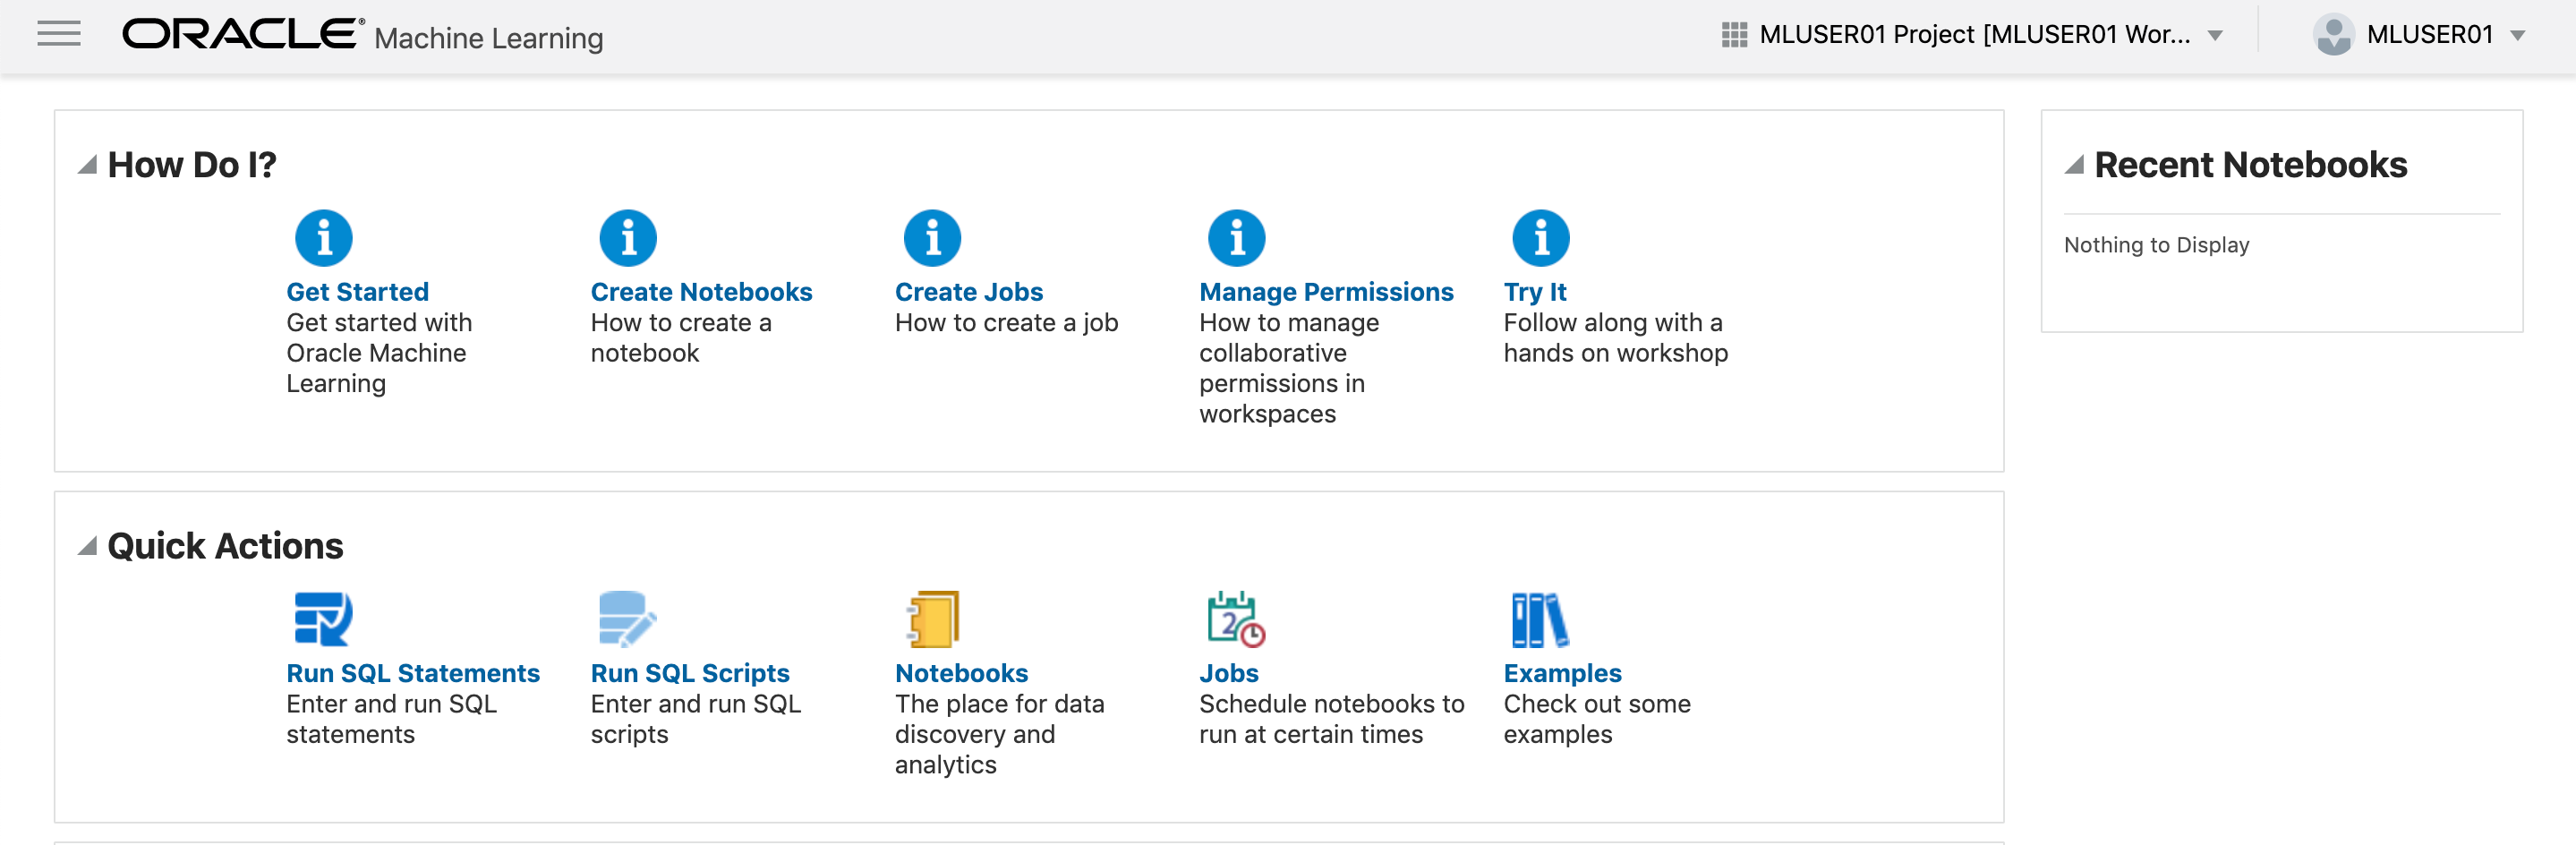 ORACLE® Machine Learning
MLUSER01 Project [MLUSER01 Wor...
MLUSER01
How Do I?
Get Started
Get started with
Oracle Machine
Learning
Create Notebooks
How to create a
notebook
Create Jobs
How to create a job
Manage Permissions
How to manage
collaborative
permissions in
workspaces
Try It
Follow along with a
hands on workshop
Recent Notebooks
Nothing to Display
Quick Actions
Run SQL Statements
Enter and run SQL
statements
Run SQL Scripts
Enter and run SQL
scripts
Notebooks
The place for data
discovery and
analytics
2
Jobs
Schedule notebooks to
run at certain times
Examples
Check out some
examples